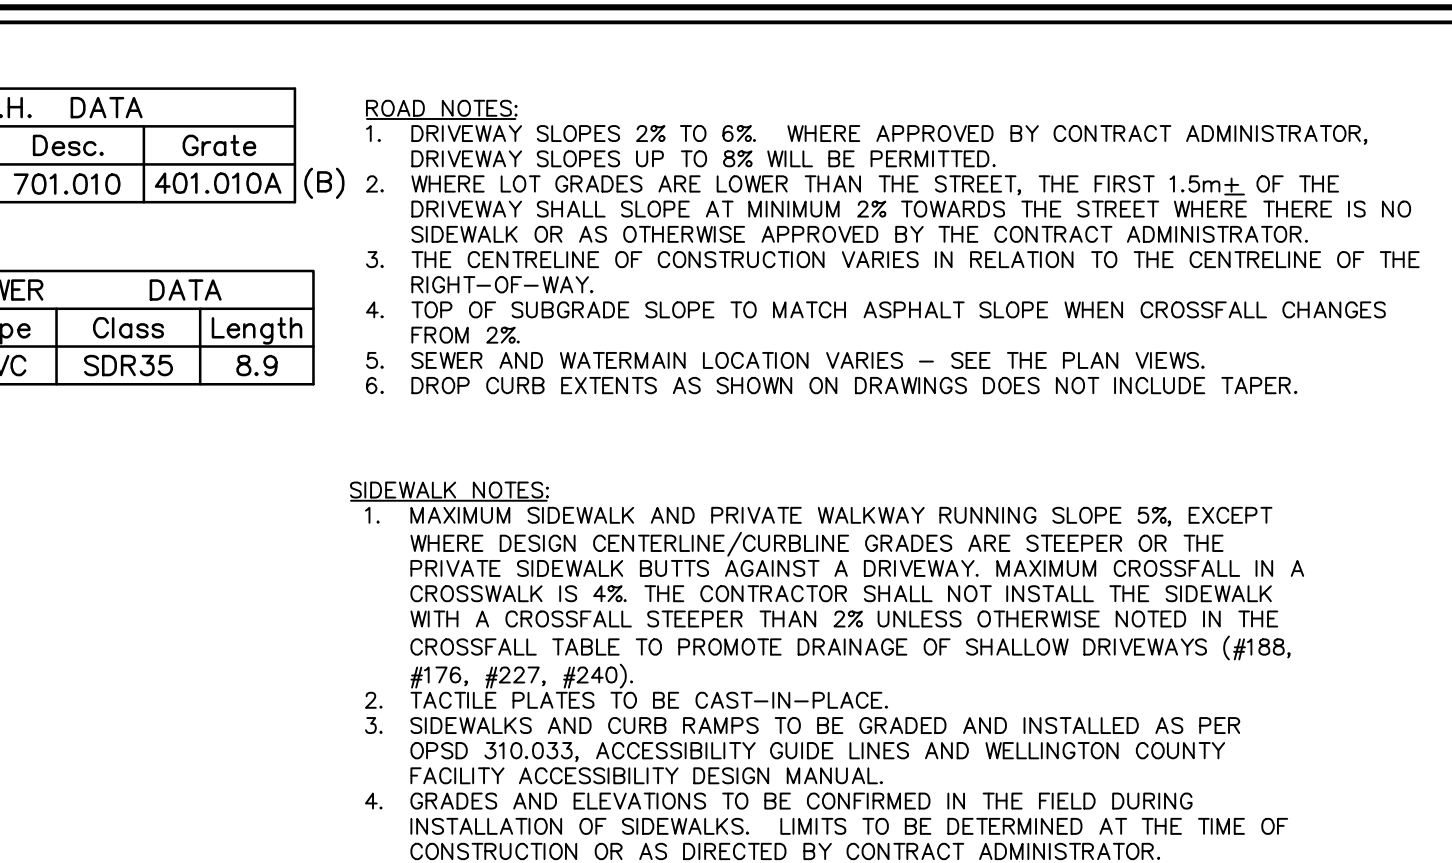 .H. DATA
Desc. Grate
701.010 401.010A (B)
WER DATA
pe Class Length
VC SDR35 8.9
ROAD NOTES:
1. DRIVEWAY SLOPES 2% TO 6%. WHERE APPROVED BY CONTRACT ADMINISTRATOR,
DRIVEWAY SLOPES UP TO 8% WILL BE PERMITTED.
2. WHERE LOT GRADES ARE LOWER THAN THE STREET, THE FIRST 1.5m± OF THE
DRIVEWAY SHALL SLOPE AT MINIMUM 2% TOWARDS THE STREET WHERE THERE IS NO
SIDEWALK OR AS OTHERWISE APPROVED BY THE CONTRACT ADMINISTRATOR.
3. THE CENTRELINE OF CONSTRUCTION VARIES IN RELATION TO THE CENTRELINE OF THE
RIGHT-OF-WAY.
4. TOP OF SUBGRADE SLOPE TO MATCH ASPHALT SLOPE WHEN CROSSFALL CHANGES
FROM 2%.
5. SEWER AND WATERMAIN LOCATION VARIES - SEE THE PLAN VIEWS.
6. DROP CURB EXTENTS AS SHOWN ON DRAWINGS DOES NOT INCLUDE TAPER.
SIDEWALK NOTES:
1. MAXIMUM SIDEWALK AND PRIVATE WALKWAY RUNNING SLOPE 5%, EXCEPT
WHERE DESIGN CENTERLINE/CURBLINE GRADES ARE STEEPER OR THE
PRIVATE SIDEWALK BUTTS AGAINST A DRIVEWAY. MAXIMUM CROSSFALL IN A
CROSSWALK IS 4%. THE CONTRACTOR SHALL NOT INSTALL THE SIDEWALK
WITH A CROSSFALL STEEPER THAN 2% UNLESS OTHERWISE NOTED IN THE
CROSSFALL TABLE TO PROMOTE DRAINAGE OF SHALLOW DRIVEWAYS (#188,
#176, #227, #240).
2. TACTILE PLATES TO BE CAST-IN-PLACE.
3. SIDEWALKS AND CURB RAMPS TO BE GRADED AND INSTALLED AS PER
OPSD 310.033, ACCESSIBILITY GUIDE LINES AND WELLINGTON COUNTY
FACILITY ACCESSIBILITY DESIGN MANUAL.
4. GRADES AND ELEVATIONS TO BE CONFIRMED IN THE FIELD DURING
INSTALLATION OF SIDEWALKS. LIMITS TO BE DETERMINED AT THE TIME OF
CONSTRUCTION OR AS DIRECTED BY CONTRACT ADMINISTRATOR.